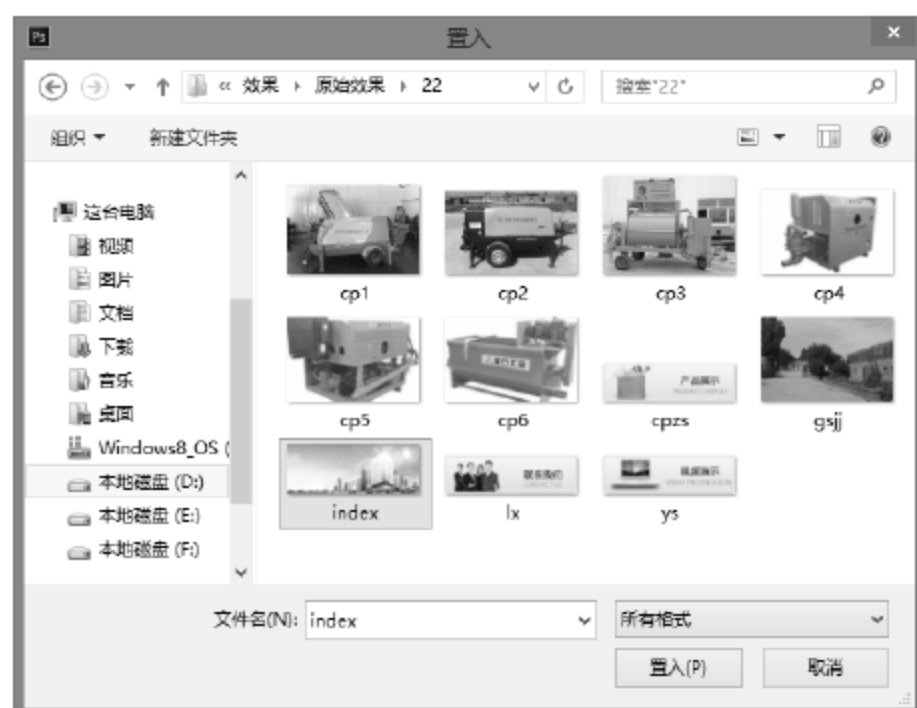 Ps 置入 ×
« 效果 ▸ 原始效果 ▸ 22 搜索"22"
组织 新建文件夹
这台电脑
视频
图片
文档
下载
音乐
桌面
Windows8_OS (
本地磁盘 (D:)
本地磁盘 (E:)
本地磁盘 (F:)
cp1 cp2 cp3 cp4
产品展示
cp5 cp6 cpzs gsjj
联系我们
视频演示
index lx ys
文件名(N): index 所有格式
置入(P) 取消